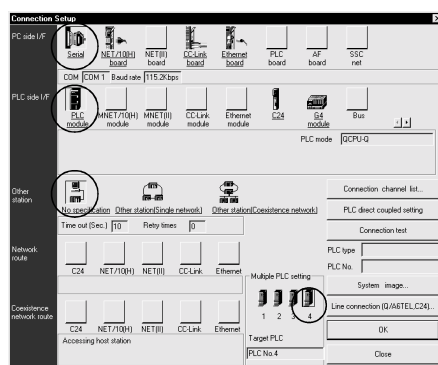 Connection Setup
PC side I/F
Serial
NET/10(H) board
NET(II) board
CC-Link board
Ethernet board
PLC board
AF board
SSC net
COM COM 1 Baud rate 115.2Kbps
PLC side I/F
PLC module
MNET/10(H) module
MNET(II) module
CC-Link module
Ethernet module
C24
G4 module
Bus
PLC mode QCPU-Q
Other station
No specification
Other station(Single network)
Other station(Coexistence network)
Time out (Sec.) 10 Retry times 0
Connection channel list...
PLC direct coupled setting
Connection test
Network route
C24 NET/10(H) NET(II) CC-Link Ethernet
PLC type
PLC No.
Multiple PLC setting
1 2 3 4
System image...
Line connection (Q/A6TEL,C24)...
Coexistence network route
C24 NET/10(H) NET(II) CC-Link Ethernet
Accessing host station
Target PLC
PLC No.4
OK
Close